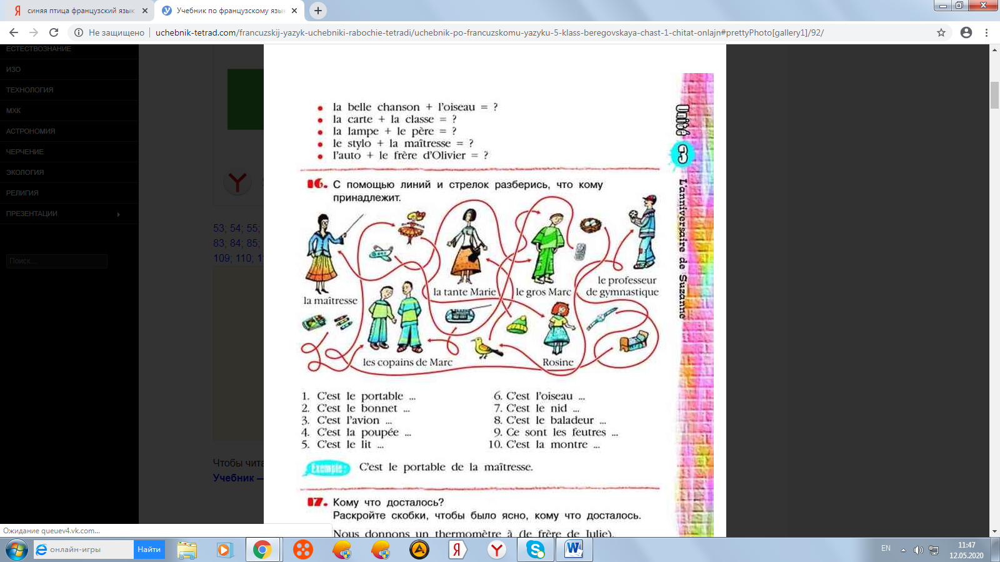 синяя птица французский язык
Учебник по французскому язык
Не защищено
uchebnik-tetrad.com/francuzskij-yazyk-uchebniki-rabochie-tetradi/uchebnik-po-francuzskomu-yazyku-5-klass-beregovskaya-chast-1-chitat-onlajn#prettyPhoto[gallery1]/92/
ЕСТЕСТВОЗНАНИЕ
ИЗО
ТЕХНОЛОГИЯ
МХК
АСТРОНОМИЯ
ЧЕРЧЕНИЕ
ЭКОЛОГИЯ
РЕЛИГИЯ
ПРЕЗЕНТАЦИИ
Поиск...
53; 54; 55;
83; 84; 85;
109; 110; 1
Чтобы чита
Учебник —
la belle chanson + l'oiseau = ?
la carte + la classe = ?
la lampe + le père = ?
le stylo + la maîtresse = ?
l'auto + le frère d'Olivier = ?
Unité 3
L'anniversaire de Suzanne
16. С помощью линий и стрелок разберись, что кому
принадлежит.
la maîtresse
la tante Marie
le gros Marc
le professeur
de gymnastique
les copains de Marc
Rosine
1. C'est le portable ...
2. C'est le bonnet ...
3. C'est l'avion ...
4. C'est la poupée ...
5. C'est le lit ...
6. C'est l'oiseau ...
7. C'est le nid ...
8. C'est le baladeur ...
9. Ce sont les feutres ...
10. C'est la montre ...
Exemple: C'est le portable de la maîtresse.
17. Кому что досталось?
Раскройте скобки, чтобы было ясно, кому что досталось.
Nous donnons un thermomètre à (le frère de Julie).
Ожидание queuev4.vk.com...
онлайн-игры
Найти
EN
11:47
12.05.2020